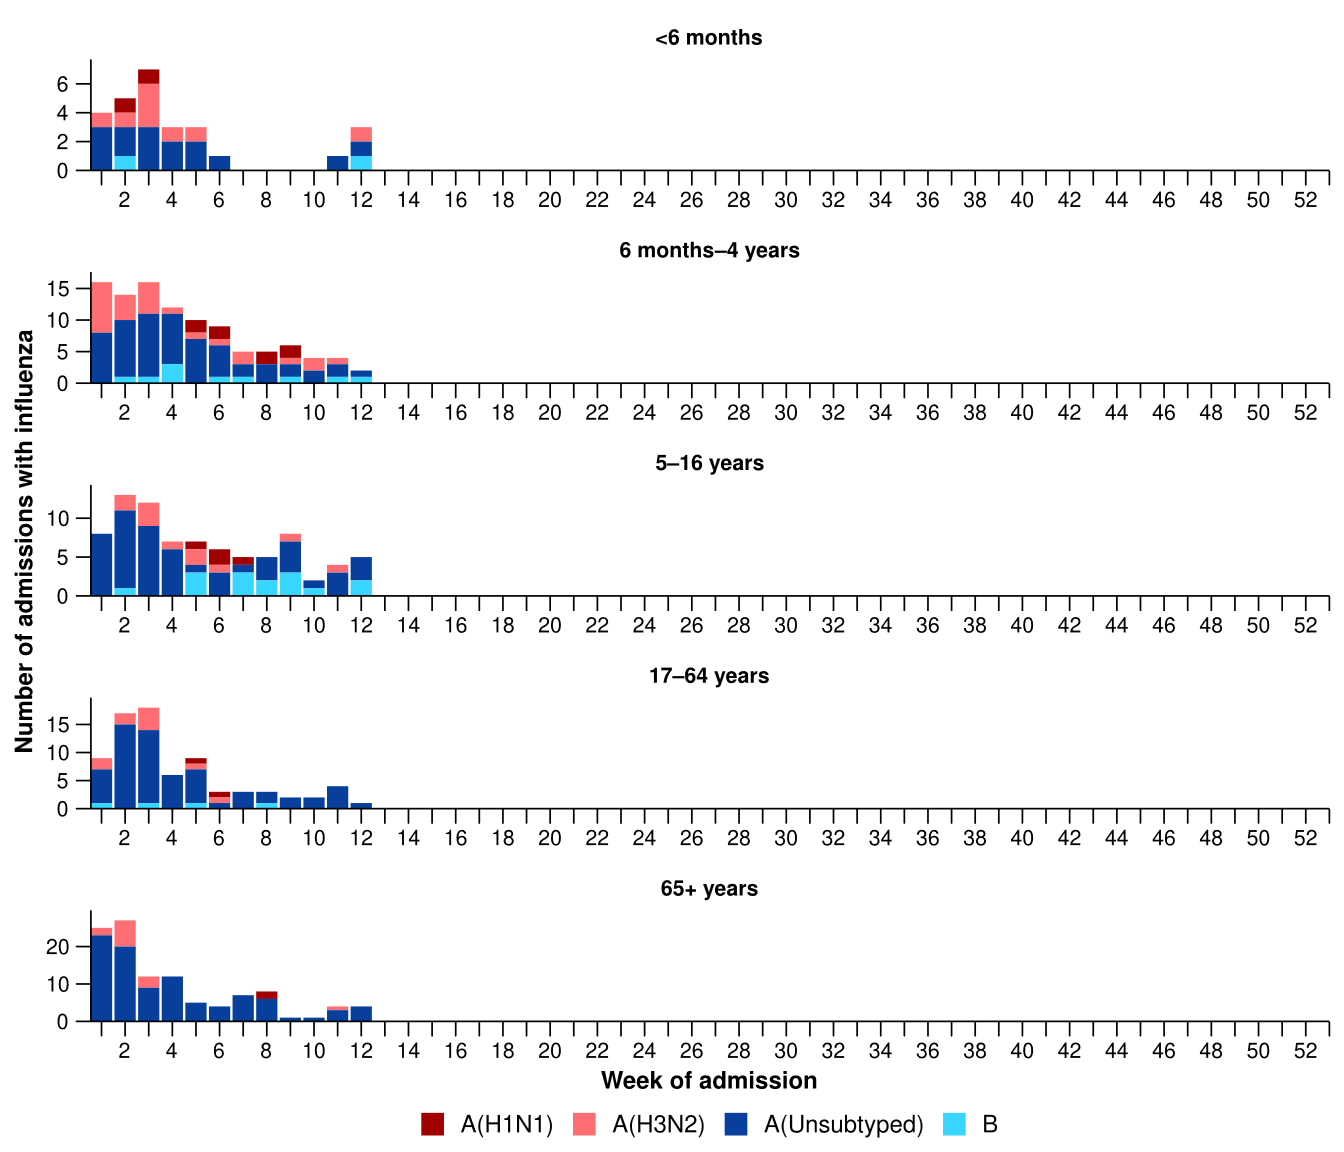 <6 months
6
4
2
0
2 4 6 8 10 12 14 16 18 20 22 24 26 28 30 32 34 36 38 40 42 44 46 48 50 52
6 months–4 years
15
10
5
0
2 4 6 8 10 12 14 16 18 20 22 24 26 28 30 32 34 36 38 40 42 44 46 48 50 52
5–16 years
10
5
0
2 4 6 8 10 12 14 16 18 20 22 24 26 28 30 32 34 36 38 40 42 44 46 48 50 52
17–64 years
15
10
5
0
2 4 6 8 10 12 14 16 18 20 22 24 26 28 30 32 34 36 38 40 42 44 46 48 50 52
65+ years
20
10
0
2 4 6 8 10 12 14 16 18 20 22 24 26 28 30 32 34 36 38 40 42 44 46 48 50 52
Number of admissions with influenza
Week of admission
A(H1N1) A(H3N2) A(Unsubtyped) B